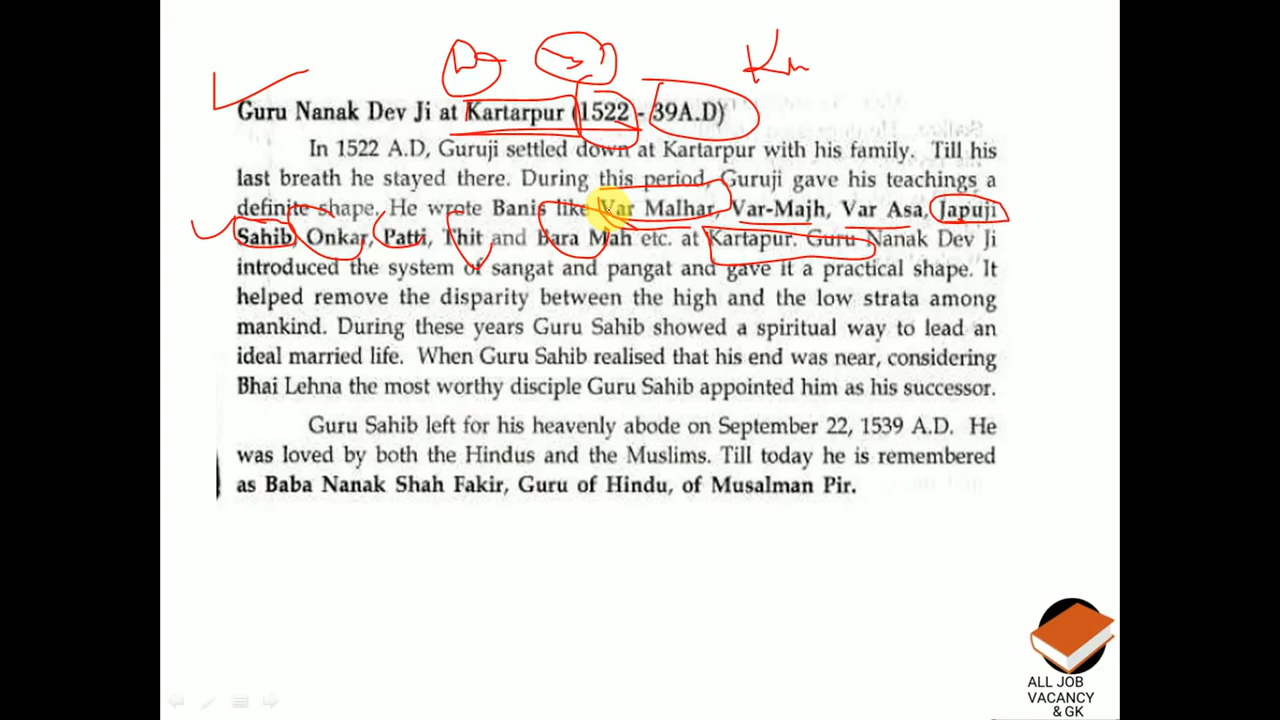 Guru Nanak Dev Ji at Kartarpur (1522 - 39A.D)
In 1522 A.D, Guruji settled down at Kartarpur with his family. Till his
last breath he stayed there. During this period, Guruji gave his teachings a
definite shape. He wrote Banis like Var Malhar, Var-Majh, Var Asa, Japuji
Sahib, Onkar, Patti, Thit and Bara Mah etc. at Kartapur. Guru Nanak Dev Ji
introduced the system of sangat and pangat and gave it a practical shape. It
helped remove the disparity between the high and the low strata among
mankind. During these years Guru Sahib showed a spiritual way to lead an
ideal married life. When Guru Sahib realised that his end was near, considering
Bhai Lehna the most worthy disciple Guru Sahib appointed him as his successor.
Guru Sahib left for his heavenly abode on September 22, 1539 A.D. He
was loved by both the Hindus and the Muslims. Till today he is remembered
as Baba Nanak Shah Fakir, Guru of Hindu, of Musalman Pir.
ALL JOB
VACANCY
& GK